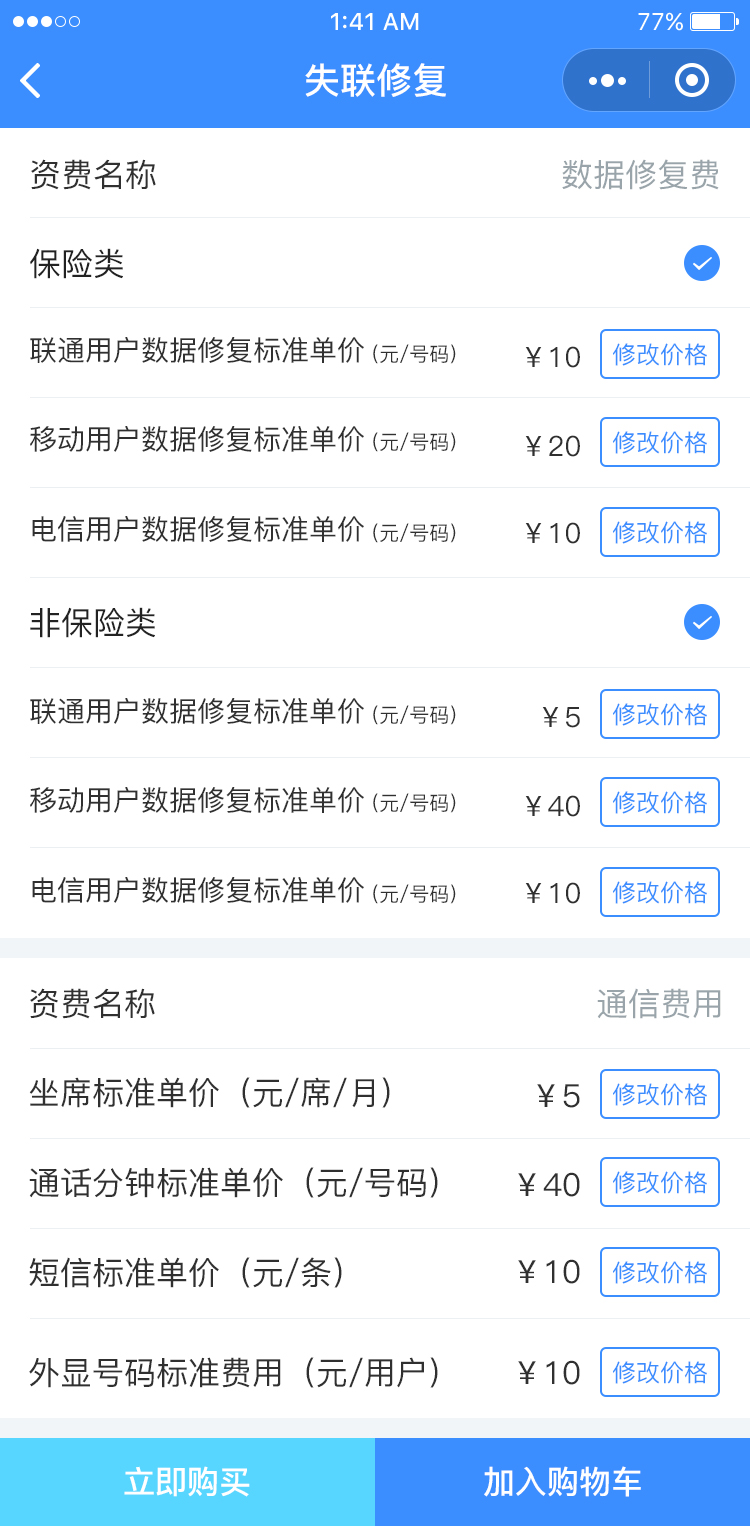 1:41 AM 77%
失联修复
资费名称 数据修复费
保险类
联通用户数据修复标准单价 (元/号码) ¥10 修改价格
移动用户数据修复标准单价 (元/号码) ¥20 修改价格
电信用户数据修复标准单价 (元/号码) ¥10 修改价格
非保险类
联通用户数据修复标准单价 (元/号码) ¥5 修改价格
移动用户数据修复标准单价 (元/号码) ¥40 修改价格
电信用户数据修复标准单价 (元/号码) ¥10 修改价格
资费名称 通信费用
坐席标准单价（元/席/月） ¥5 修改价格
通话分钟标准单价（元/号码） ¥40 修改价格
短信标准单价（元/条） ¥10 修改价格
外显号码标准费用（元/用户） ¥10 修改价格
立即购买 加入购物车